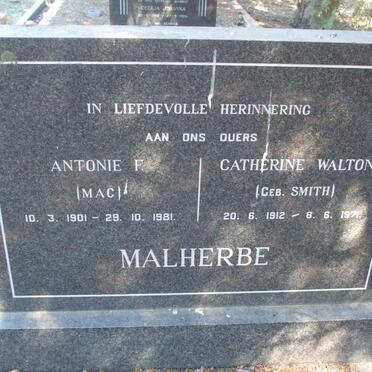 IN LIEFDEVOLLE HERINNERING
AAN ONS OUERS
ANTONIE F.
(MAC)
10. 3. 1901 - 29. 10. 1981.
CATHERINE WALTON
(GEB. SMITH)
20. 6. 1912 - 6. 6. 1971.
MALHERBE